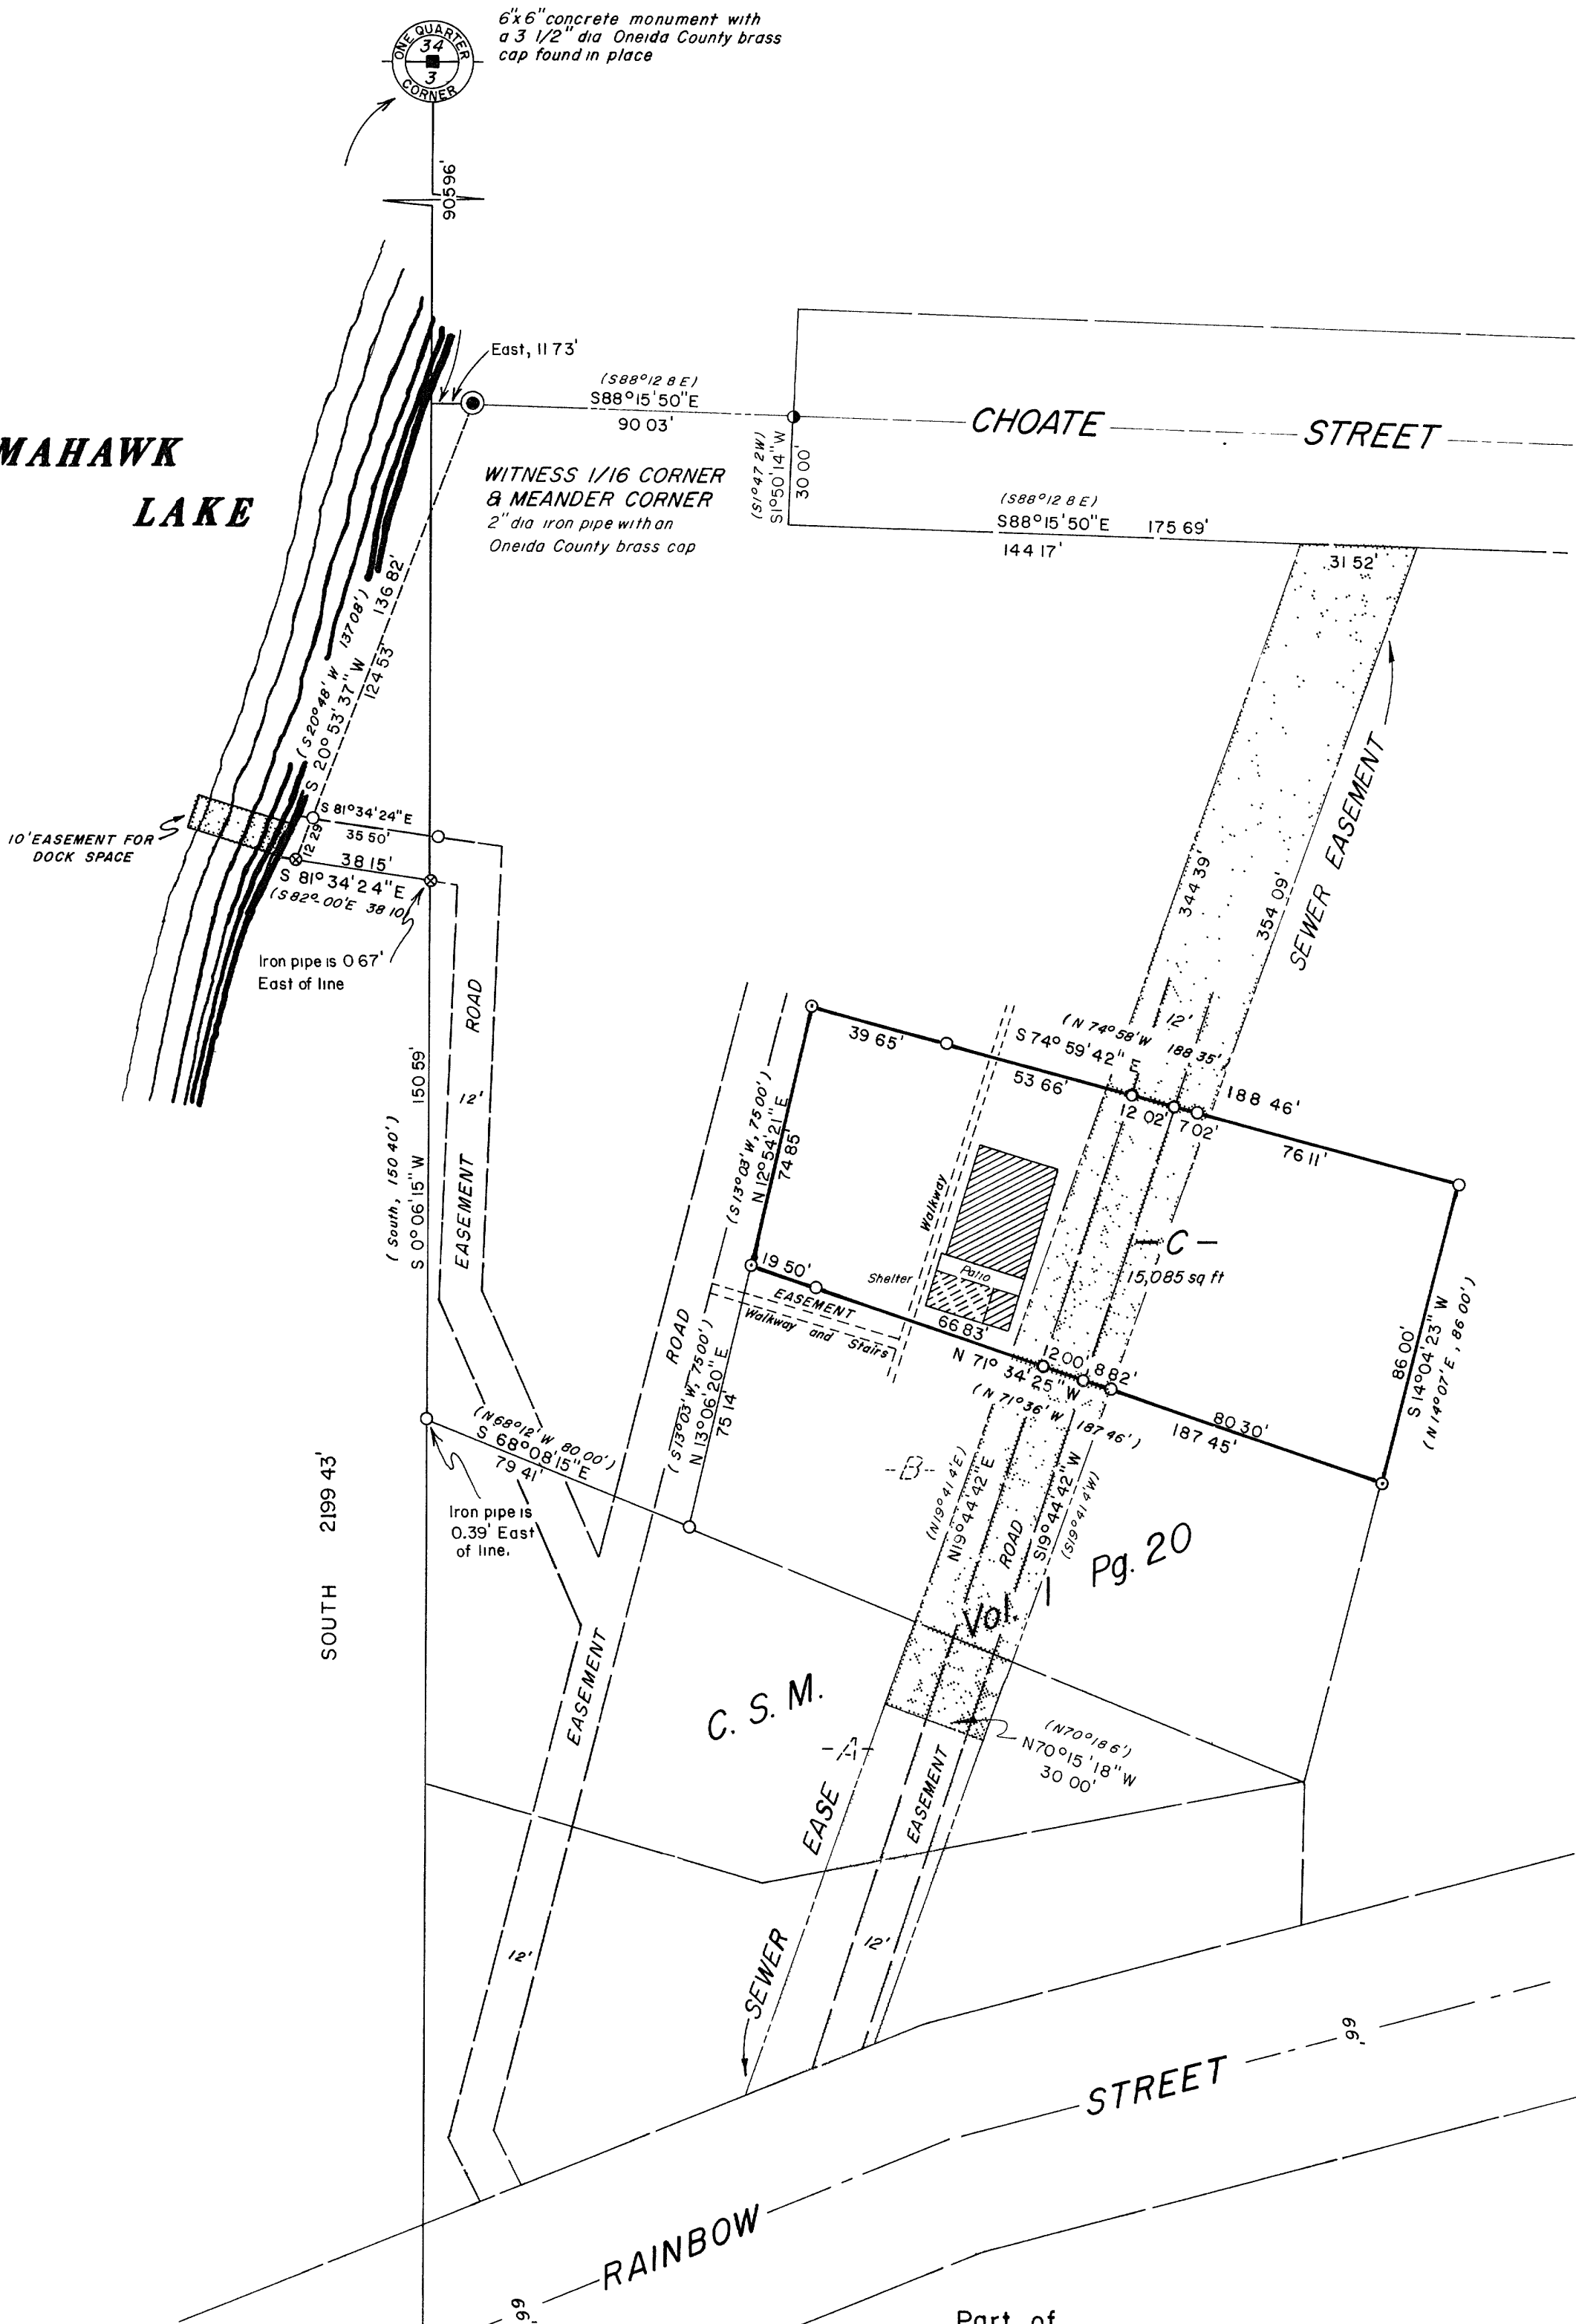 6"x 6" concrete monument with
a 3 1/2" dia Oneida County brass
cap found in place
ONE QUARTER
34
3
CORNER
905 96'
East, 11 73'
(S88°12 8 E)
S88°15'50"E
90 03'
CHOATE STREET
MAHAWK
LAKE
WITNESS 1/16 CORNER
& MEANDER CORNER
2" dia iron pipe with an
Oneida County brass cap
(S1°47 2W)
S1°50'14"W
30 00'
(S88°12 8 E)
S88°15'50"E 175 69'
144 17'
31 52'
(S 20°48' W 137 08')
S 20° 53' 37" W
136 82'
124 53'
SEWER EASEMENT
344 39'
354 09'
10' EASEMENT FOR
DOCK SPACE
S 81°34'24"E
35 50'
12 29'
38 15'
S 81° 34' 24"E
(S 82° 00'E 38 10)
Iron pipe is 0 67'
East of line
ROAD
12'
EASEMENT
(South, 150 40')
S 0° 06' 15" W 150 59'
39 65'
(N 74°58' W 188 35')
S 74° 59' 42" E
12'
53 66'
12 02'
7 02'
188 46'
76 11'
(S 13°03' W, 75 00')
N 12°54'21" E
74 85'
Walkway
- C -
15,085 sq ft
Patio
Shelter
19 50'
EASEMENT
Walkway and Stairs
66 83'
N 71° 34' 25" W
(N 71°36' W 187 46')
12 00'
8 82'
80 30'
187 45'
86 00'
S 14°04'23" W
(N 14°07' E, 86 00')
ROAD
(S 13°03' W, 75 00')
N 13°06'20" E
75 14'
(N68°12' W 80 00')
S 68°08'15"E
79 41'
Iron pipe is
0.39' East
of line.
-B-
(N19°41 4'E)
N19°44'42"E
ROAD
S19°44'42"W
(S19°41 4'W)
Vol. 1 Pg. 20
SOUTH 2199 43'
EASEMENT
C. S. M.
-A-
(N70°18 6')
N70°15'18"W
30 00'
EASE
EASEMENT
12'
SEWER
12'
RAINBOW STREET
66'
66'
Part of